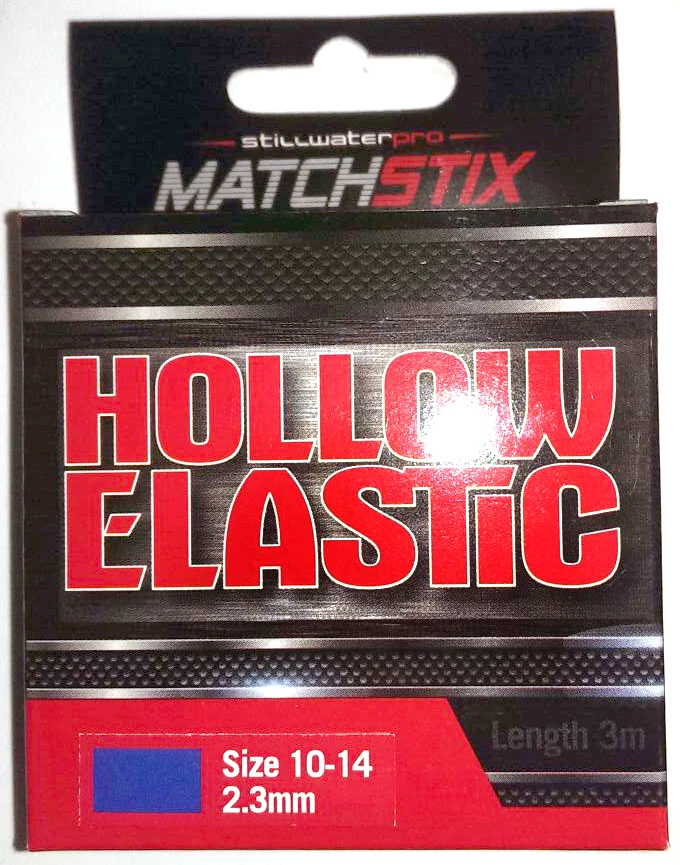 stillwaterpro
MATCHSTIX
HOLLOW
ELASTIC
Length 3m
Size 10-14
2.3mm